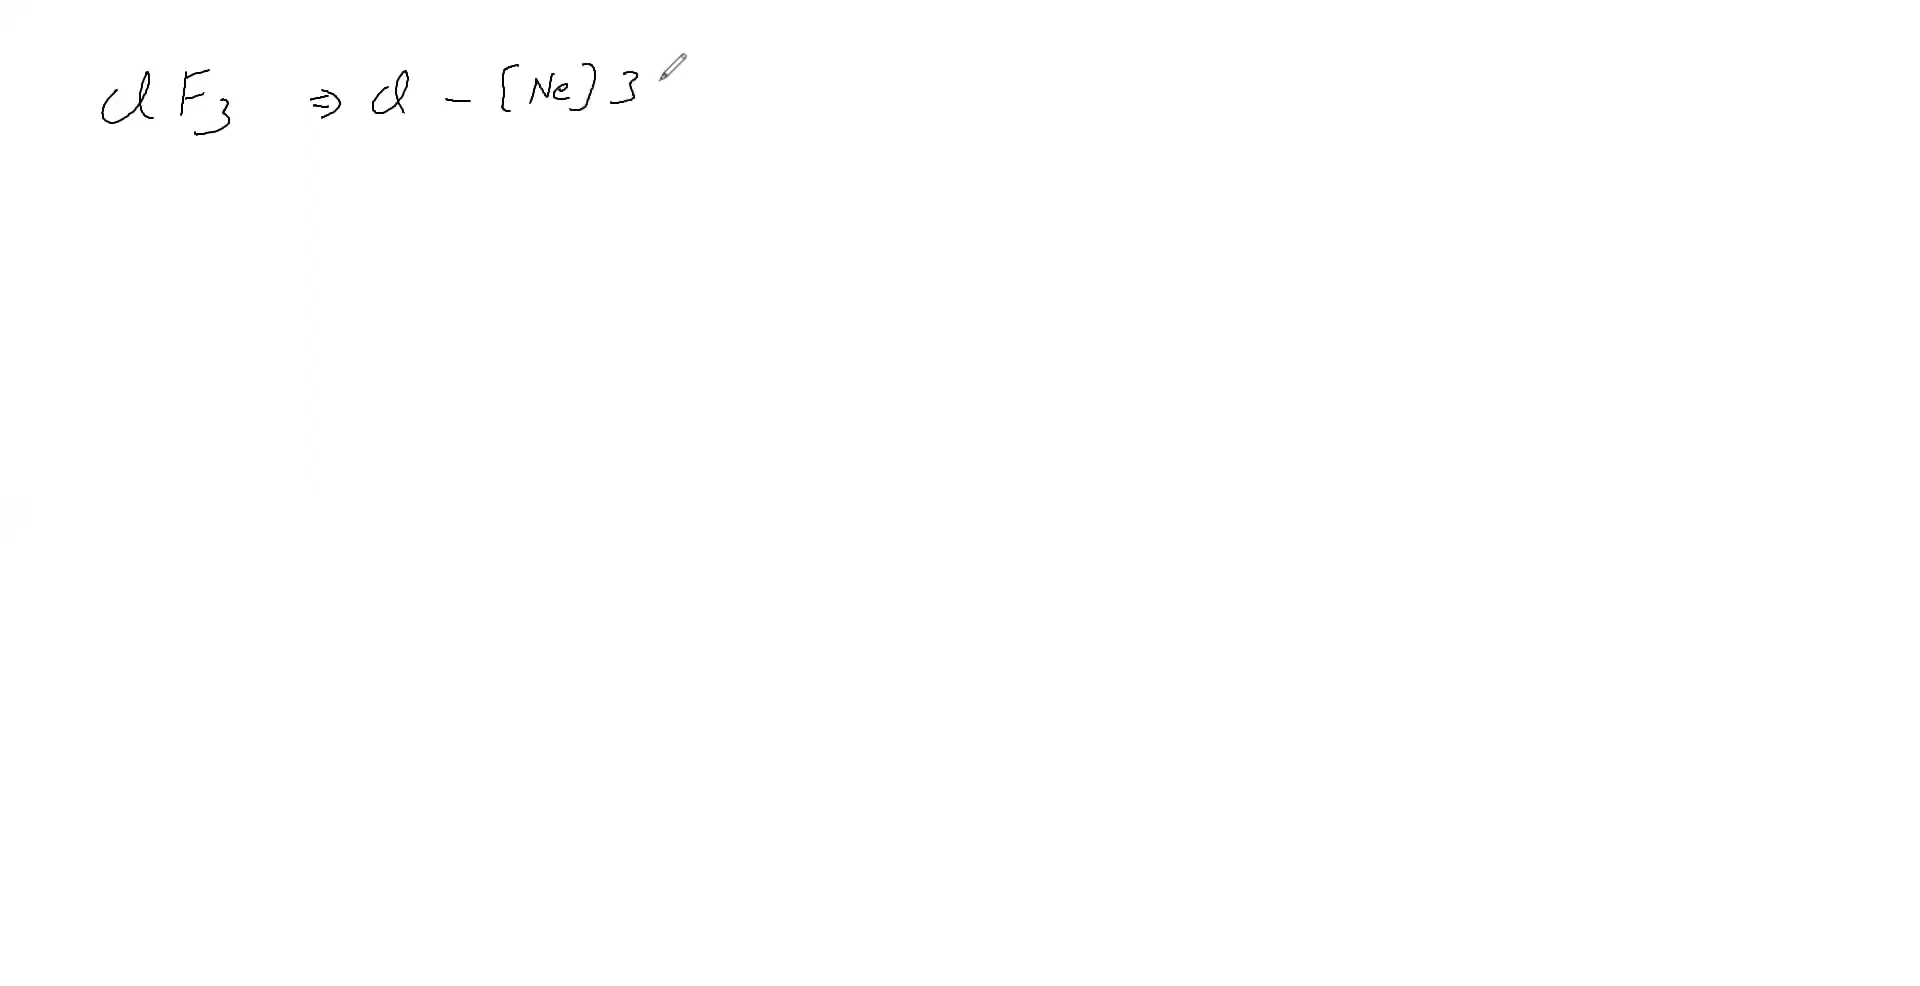 Cl F₃ ⇒ Cl - [Ne] 3